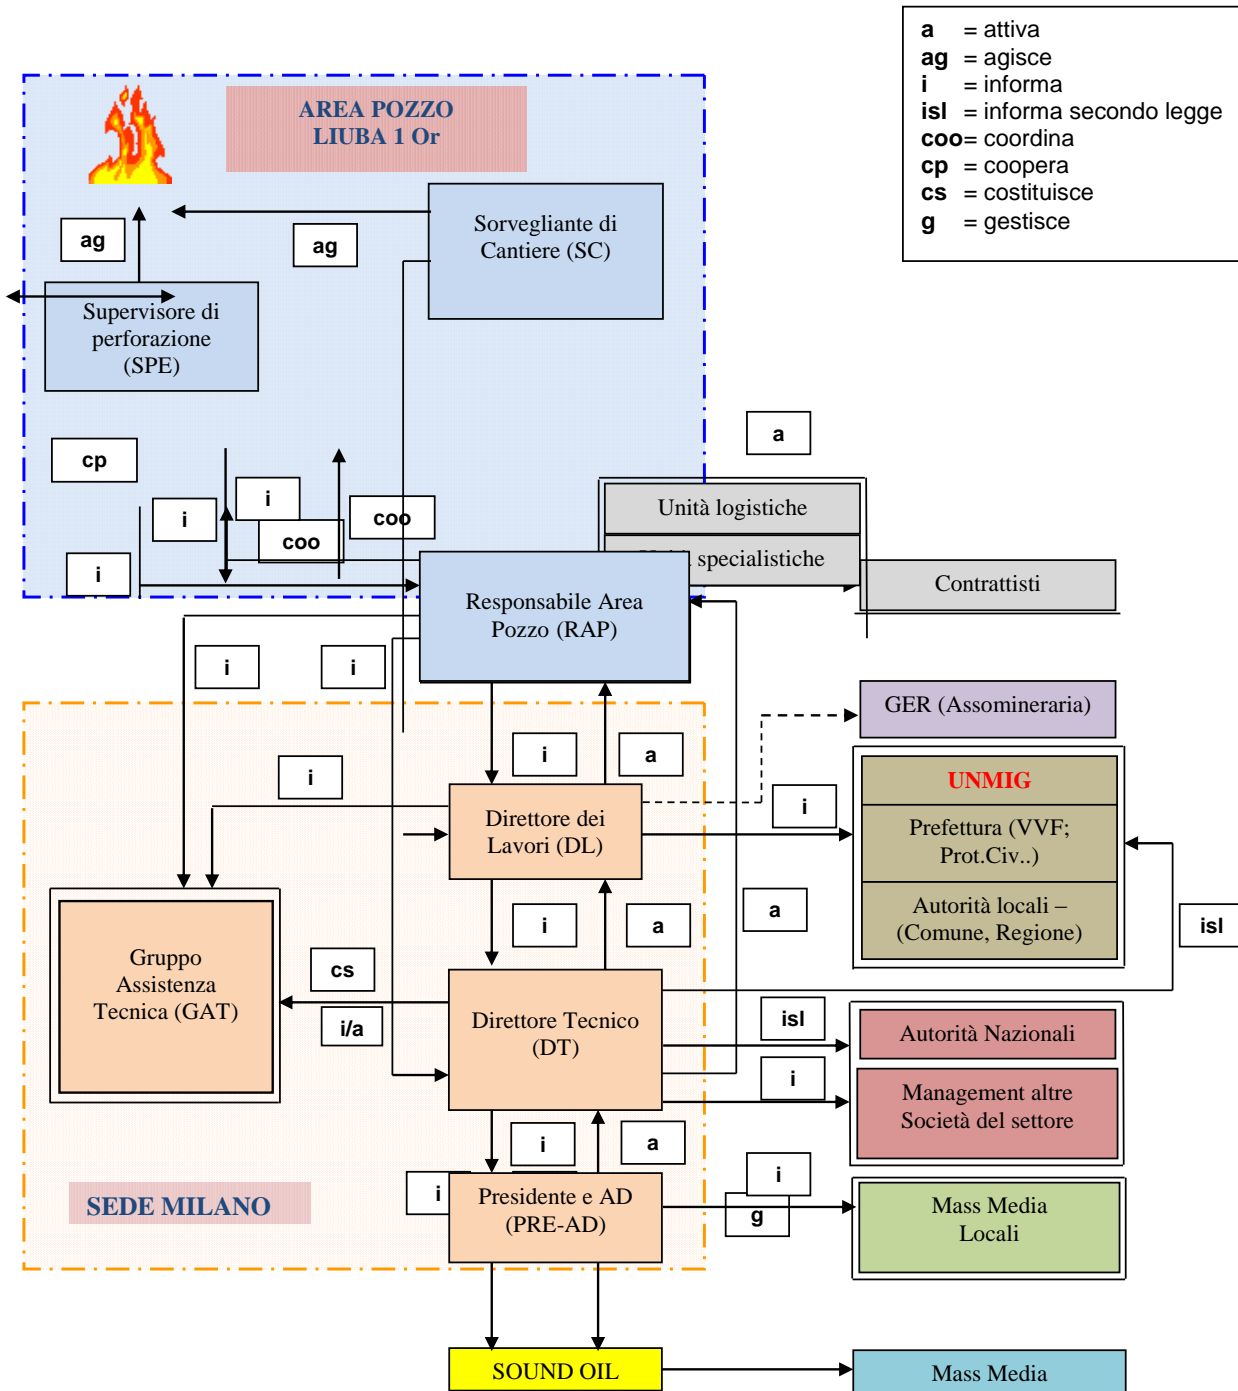 a = attiva
ag = agisce
i = informa
isl = informa secondo legge
coo= coordina
cp = coopera
cs = costituisce
g = gestisce
AREA POZZO
LIUBA 1 Or
ag
ag
Sorvegliante di
Cantiere (SC)
Supervisore di
perforazione
(SPE)
a
cp
i
i
coo
coo
i
Unità logistiche
specialistiche
Contrattisti
Responsabile Area
Pozzo (RAP)
i
i
GER (Assomineraria)
i
a
i
i
UNMIG
Prefettura (VVF;
Prot.Civ..)
Autorità locali –
(Comune, Regione)
Direttore dei
Lavori (DL)
i
a
a
isl
Gruppo
Assistenza
Tecnica (GAT)
cs
i/a
Direttore Tecnico
(DT)
isl
i
Autorità Nazionali
Management altre
Società del settore
i
a
i
i
g
SEDE MILANO
Presidente e AD
(PRE-AD)
Mass Media
Locali
SOUND OIL
Mass Media